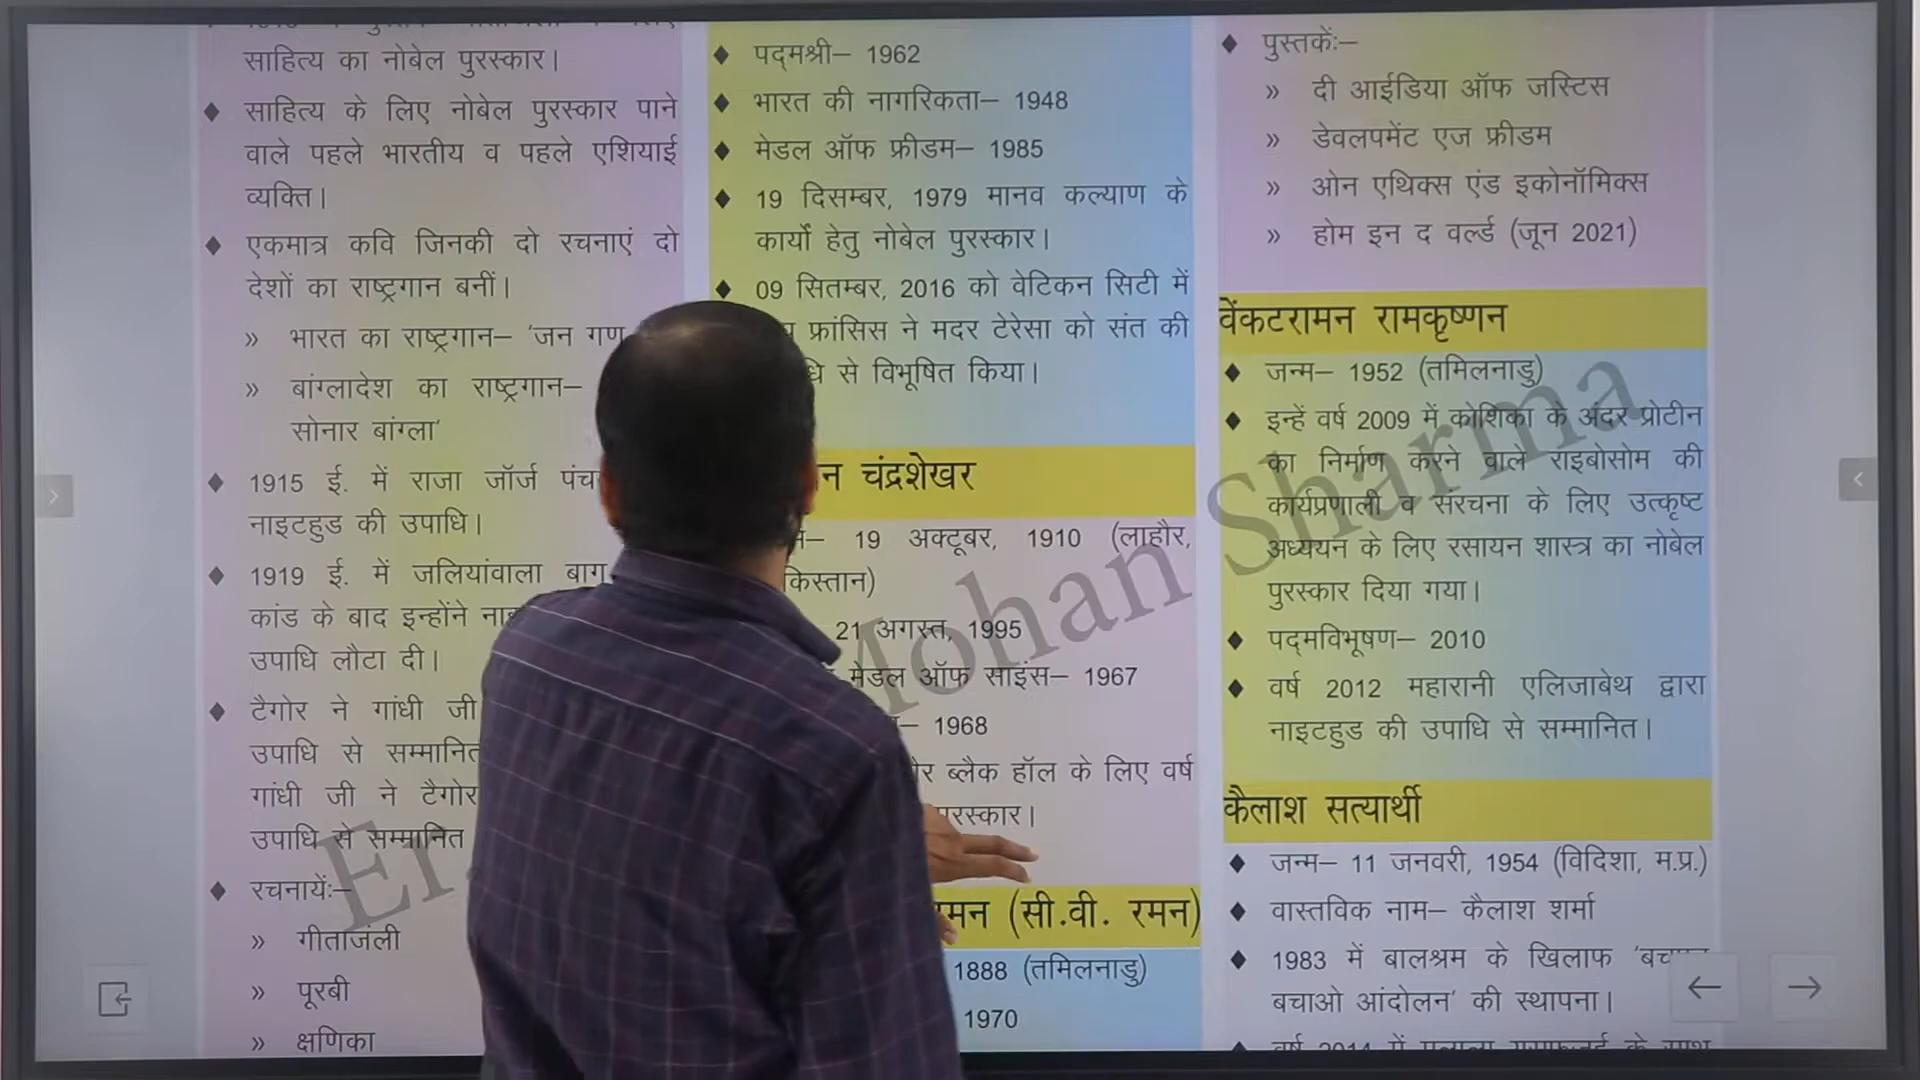 साहित्य का नोबेल पुरस्कार।
♦ साहित्य के लिए नोबेल पुरस्कार पाने
वाले पहले भारतीय व पहले एशियाई
व्यक्ति।
♦ एकमात्र कवि जिनकी दो रचनाएं दो
देशों का राष्ट्रगान बनीं।
» भारत का राष्ट्रगान– 'जन गण
» बांग्लादेश का राष्ट्रगान–
सोनार बांग्ला'
♦ 1915 ई. में राजा जॉर्ज पंच
नाइटहुड की उपाधि।
♦ 1919 ई. में जलियांवाला बाग
कांड के बाद इन्होंने
उपाधि लौटा दी।
♦ टैगोर ने गांधी जी
उपाधि से सम्मानित
गांधी जी ने टैगोर
उपाधि से सम्मानित
♦ रचनायेंः–
» गीताजंली
» पूरबी
» क्षणिका
♦ पद्मश्री– 1962
♦ भारत की नागरिकता– 1948
♦ मेडल ऑफ फ्रीडम– 1985
♦ 19 दिसम्बर, 1979 मानव कल्याण के
कार्यों हेतु नोबेल पुरस्कार।
♦ 09 सितम्बर, 2016 को वेटिकन सिटी में
फ्रांसिस ने मदर टेरेसा को संत की
से विभूषित किया।
न चंद्रशेखर
– 19 अक्टूबर, 1910 (लाहौर,
किस्तान)
21 अगस्त, 1995
मेडल ऑफ साइंस– 1967
– 1968
ब्लैक हॉल के लिए वर्ष
रस्कार।
मन (सी.वी. रमन)
1888 (तमिलनाडु)
1970
♦ पुस्तकेंः–
» दी आईडिया ऑफ जस्टिस
» डेवलपमेंट एज फ्रीडम
» ओन एथिक्स एंड इकोनॉमिक्स
» होम इन द वर्ल्ड (जून 2021)
वेंकटरामन रामकृष्णन
♦ जन्म– 1952 (तमिलनाडु)
♦ इन्हें वर्ष 2009 में कोशिका के अंदर प्रोटीन
का निर्माण करने वाले राइबोसोम की
कार्यप्रणाली व संरचना के लिए उत्कृष्ट
अध्ययन के लिए रसायन शास्त्र का नोबेल
पुरस्कार दिया गया।
♦ पद्मविभूषण– 2010
♦ वर्ष 2012 महारानी एलिजाबेथ द्वारा
नाइटहुड की उपाधि से सम्मानित।
कैलाश सत्यार्थी
♦ जन्म– 11 जनवरी, 1954 (विदिशा, म.प्र.)
♦ वास्तविक नाम– कैलाश शर्मा
♦ 1983 में बालश्रम के खिलाफ 'बचपन
बचाओ आंदोलन' की स्थापना।
Er. Mohan Sharma